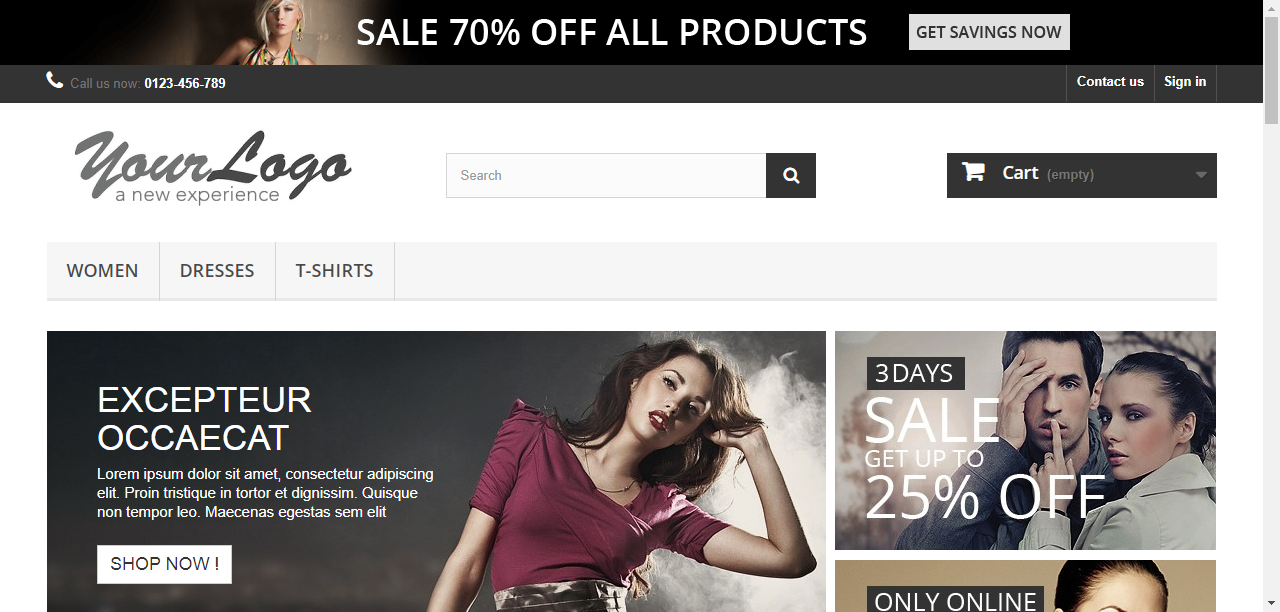 SALE 70% OFF ALL PRODUCTS
GET SAVINGS NOW
Call us now: 0123-456-789
Contact us
Sign in
YourLogo
a new experience
Search
Cart (empty)
WOMEN
DRESSES
T-SHIRTS
EXCEPTEUR
OCCAECAT
Lorem ipsum dolor sit amet, consectetur adipiscing
elit. Proin tristique in tortor et dignissim. Quisque
non tempor leo. Maecenas egestas sem elit
SHOP NOW !
3 DAYS
SALE
GET UP TO
25% OFF
ONLY ONLINE